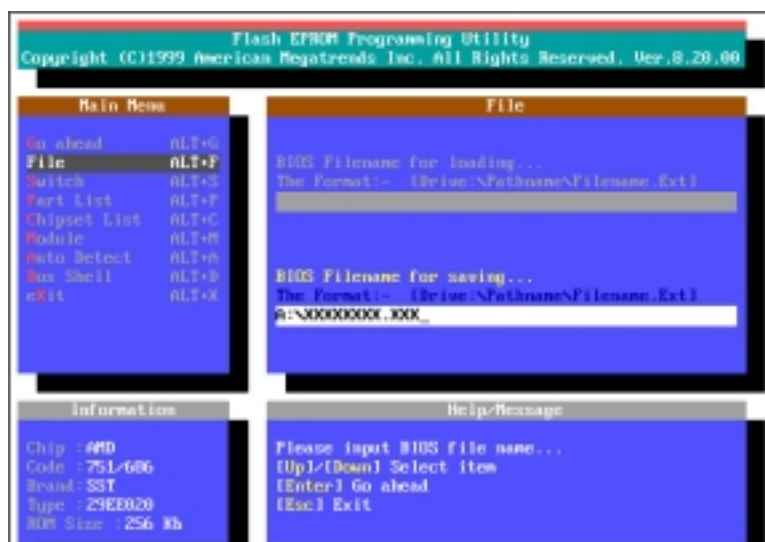 Flash EPROM Programming Utility
Copyright (C)1999 American Megatrends Inc. All Rights Reserved. Ver.8.20.00
Main Menu
Go ahead ALT+G
File ALT+F
Switch ALT+S
Part List ALT+P
Chipset List ALT+C
Module ALT+M
Auto Detect ALT+A
Dos Shell ALT+D
eXit ALT+X
File
BIOS Filename for loading...
The Format:- [Drive:\Pathname\Filename.Ext]
BIOS Filename for saving...
The Format:- [Drive:\Pathname\Filename.Ext]
A:\XXXXXXXX.XXX_
Information
Chip :AMD
Code :751/686
Brand:SST
Type :29EE020
ROM Size :256 Kb
Help/Message
Please input BIOS file name...
[Up]/[Down] Select item
[Enter] Go ahead
[Esc] Exit